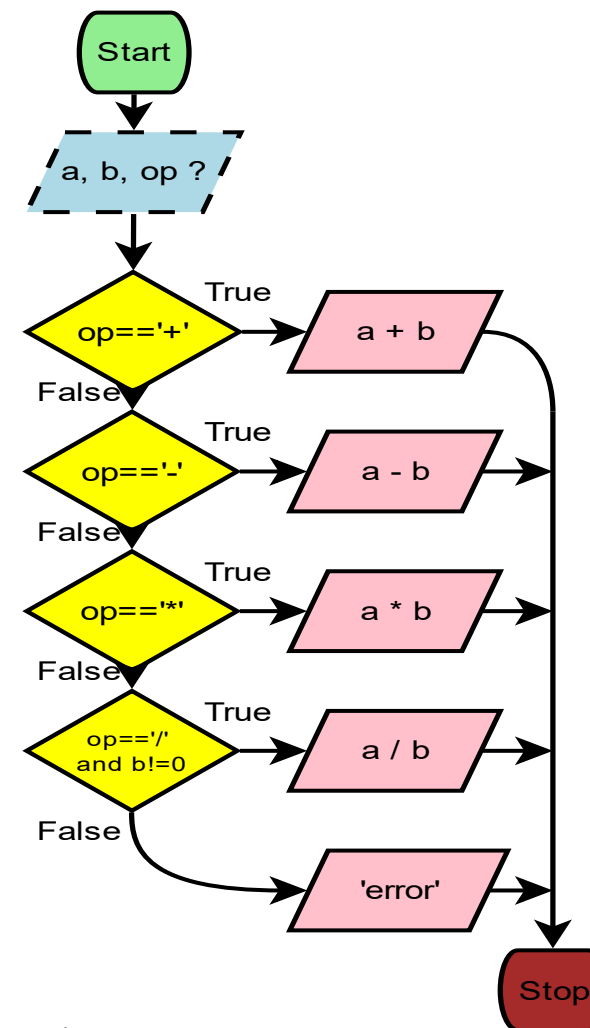 Start
a, b, op ?
op=='+'
True
a + b
False
op=='-'
True
a - b
False
op=='*'
True
a * b
False
op=='/'
and b!=0
True
a / b
False
'error'
Stop